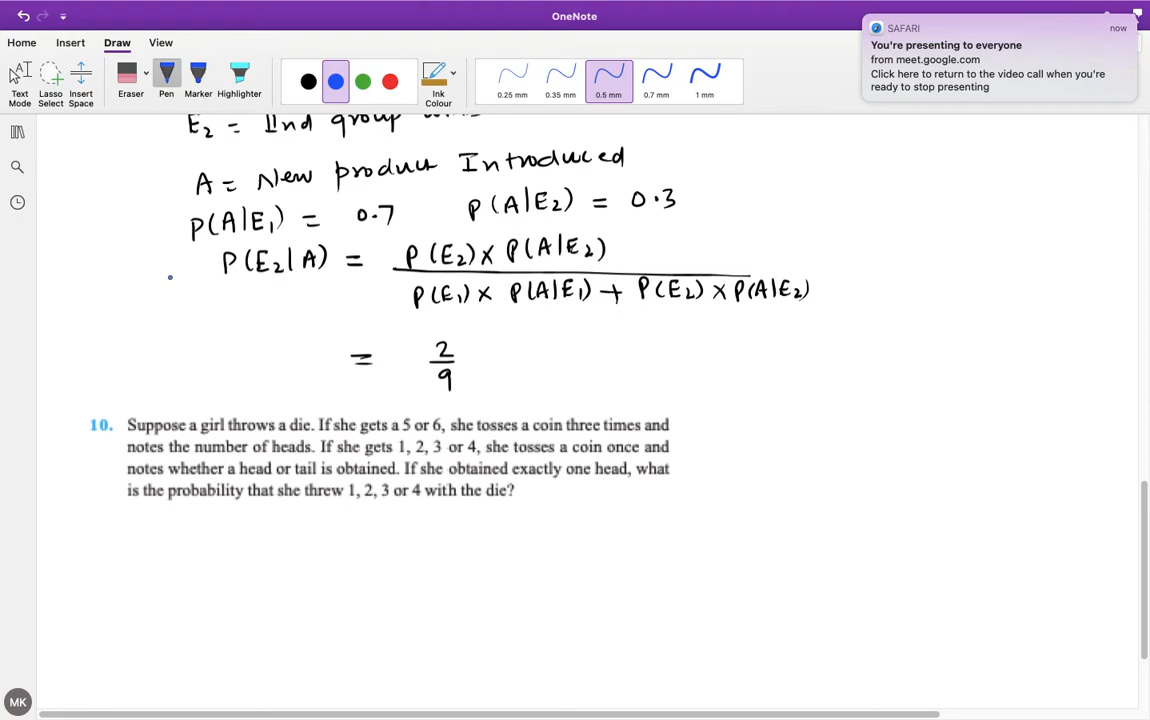 OneNote
SAFARI
now
You're presenting to everyone
from meet.google.com
Click here to return to the video call when you're
ready to stop presenting
Home Insert Draw View
Text Mode
Lasso Select
Insert Space
Eraser
Pen
Marker
Highlighter
Ink Colour
0.25 mm
0.35 mm
0.5 mm
0.7 mm
1 mm
E₂ = IInd group
A = New product Introduced
P(A|E₁) = 0.7 P(A|E₂) = 0.3
P(E₂|A) = P(E₂) × P(A|E₂)
P(E₁) × P(A|E₁) + P(E₂) × P(A|E₂)
= 2
9
10. Suppose a girl throws a die. If she gets a 5 or 6, she tosses a coin three times and
notes the number of heads. If she gets 1, 2, 3 or 4, she tosses a coin once and
notes whether a head or tail is obtained. If she obtained exactly one head, what
is the probability that she threw 1, 2, 3 or 4 with the die?
MK